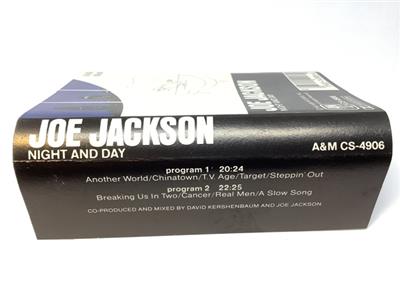 JOE JACKSON
NIGHT AND DAY
A&M CS-4906
program 1 20:24
Another World/Chinatown/T.V. Age/Target/Steppin' Out
program 2 22:25
Breaking Us In Two/Cancer/Real Men/A Slow Song
CO-PRODUCED AND MIXED BY DAVID KERSHENBAUM AND JOE JACKSON
JOE JACKSON